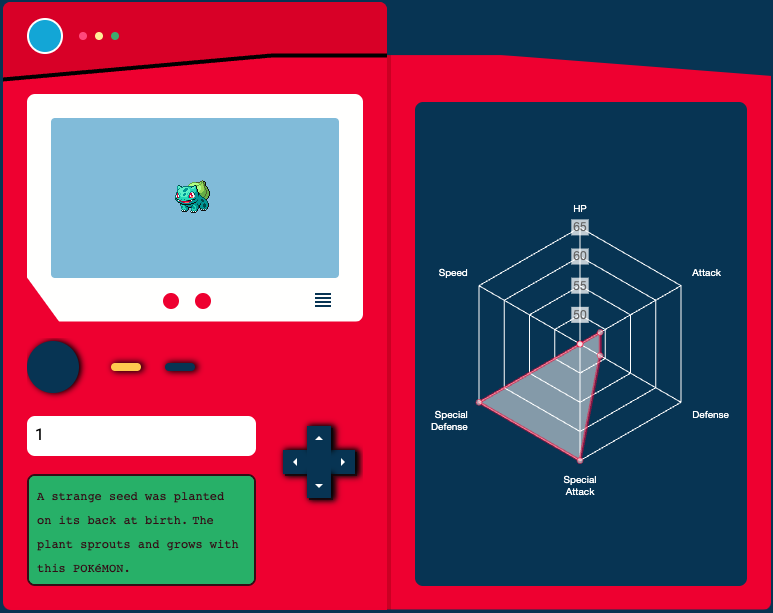 1
A strange seed was planted
on its back at birth. The
plant sprouts and grows with
this POKéMON.
HP
65
60
55
50
Speed
Attack
Special
Defense
Defense
Special
Attack